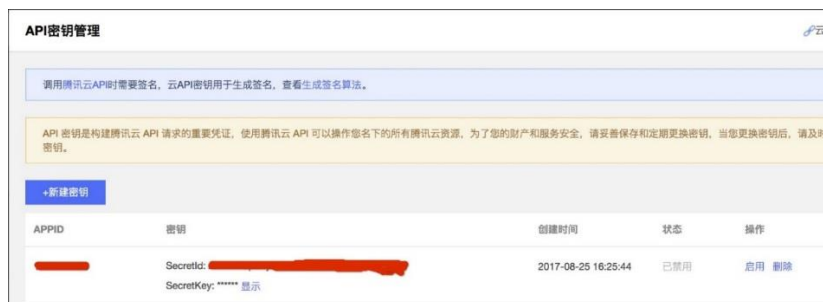 API密钥管理
云
调用腾讯云API时需要签名，云API密钥用于生成签名，查看生成签名算法。
API 密钥是构建腾讯云 API 请求的重要凭证，使用腾讯云 API 可以操作您名下的所有腾讯云资源，为了您的财产和服务安全，请妥善保存和定期更换密钥，当您更换密钥后，请及时
密钥。
+新建密钥
APPID 密钥 创建时间 状态 操作
SecretId: 2017-08-25 16:25:44 已禁用 启用 删除
SecretKey: ****** 显示